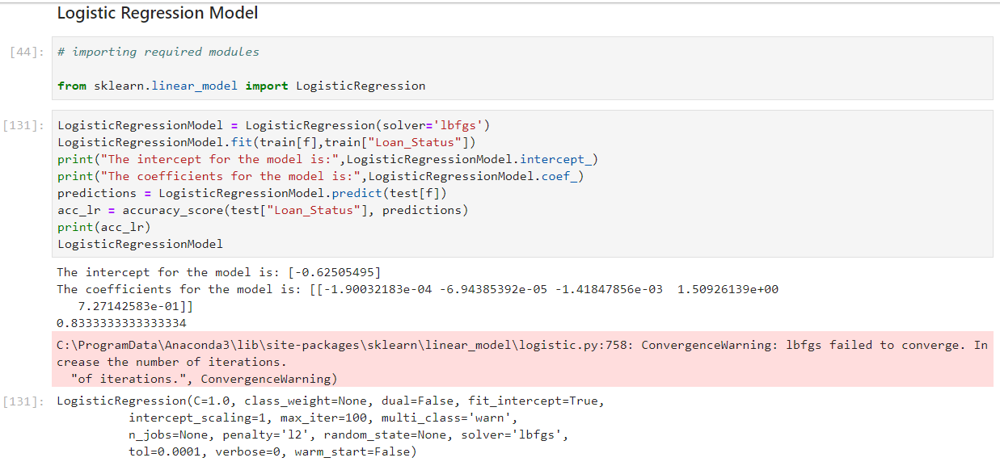 Logistic Regression Model
[44]: # importing required modules
from sklearn.linear_model import LogisticRegression
[131]: LogisticRegressionModel = LogisticRegression(solver='lbfgs')
LogisticRegressionModel.fit(train[f],train["Loan_Status"])
print("The intercept for the model is:",LogisticRegressionModel.intercept_)
print("The coefficients for the model is:",LogisticRegressionModel.coef_)
predictions = LogisticRegressionModel.predict(test[f])
acc_lr = accuracy_score(test["Loan_Status"], predictions)
print(acc_lr)
LogisticRegressionModel
The intercept for the model is: [-0.62505495]
The coefficients for the model is: [[-1.90032183e-04 -6.94385392e-05 -1.41847856e-03  1.50926139e+00
   7.27142583e-01]]
0.8333333333333334
C:\ProgramData\Anaconda3\lib\site-packages\sklearn\linear_model\logistic.py:758: ConvergenceWarning: lbfgs failed to converge. In
crease the number of iterations.
  "of iterations.", ConvergenceWarning)
[131]: LogisticRegression(C=1.0, class_weight=None, dual=False, fit_intercept=True,
          intercept_scaling=1, max_iter=100, multi_class='warn',
          n_jobs=None, penalty='l2', random_state=None, solver='lbfgs',
          tol=0.0001, verbose=0, warm_start=False)